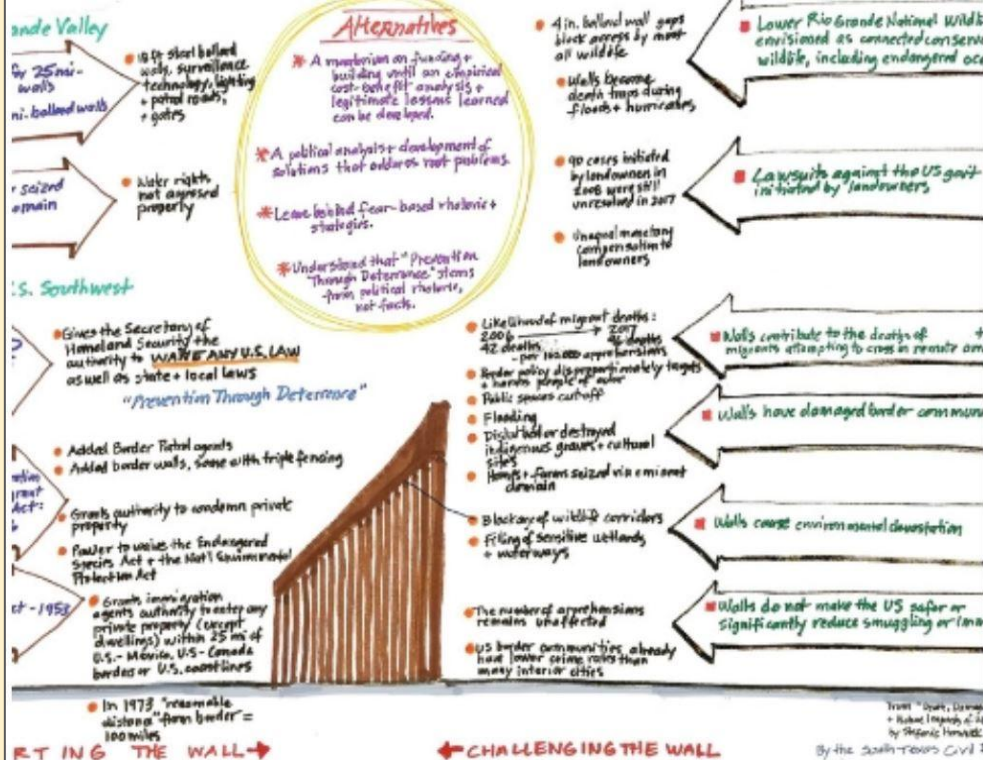 ande Valley
for 25 mi-
walls
mi. bollard walls
18 ft steel bollard
walls, surveillance
technology, lighting
+ patrol roads,
+ gates
seized
omain
Water rights
not assessed
property
Alternatives
* A moratorium on funding +
building until an empirical
cost-benefit analysis +
legitimate lessons learned
can be developed.
* A political analysis + development of
solutions that address root problems.
* Leave behind fear-based rhetoric +
strategies.
* Understand that "Prevention
Through Deterrence" stems
from political rhetoric,
not facts.
4 in. bollard wall gaps
block access by most
all wildlife
Walls become
death traps during
floods + hurricanes
Lower Rio Grande National Wildli
envisioned as connected conserv
wildlife, including endangered oce
90 cases initiated
by landowners in
2008 were still
unresolved in 2017
Unequal monetary
compensation to
landowners
Lawsuits against the US gov't
initiated by landowners
.S. Southwest
Gives the Secretary of
Homeland Security the
authority to WAIVE ANY U.S. LAW
as well as state + local laws
"Prevention Through Deterrence"
Added Border Patrol agents
Added border walls, some with triple fencing
Grants authority to condemn private
property
Power to waive the Endangered
Species Act + the Nat'l Environmental
Protection Act
grant
Act:
ct - 1953
Grants immigration
agents authority to enter any
private property (except
dwellings) within 25 mi of
U.S.- México, U.S.- Canada
borders or U.S. coastlines
In 1973 "reasonable
distance" from border =
100 miles
Likelihood of migrant deaths:
2006 → 2017
42 deaths 96 deaths
per 100,000 apprehensions
Border policy disproportionately targets
+ harms people of color
Public spaces cut off
Flooding
Disturbed or destroyed
indigenous graves + cultural
sites
Homes + farms seized via eminent
domain
Blockage of wildlife corridors
Filling of sensitive wetlands
+ waterways
The number of apprehensions
remains unaffected
US border communities already
have lower crime rates than
many interior cities
Walls contribute to the deaths of
migrants attempting to cross in remote are
Walls have damaged border commun
Walls cause environmental devastation
Walls do not make the US safer or
significantly reduce smuggling or imm
RTING THE WALL →
← CHALLENGING THE WALL
from
by Stefanie
By the South Texas Civil